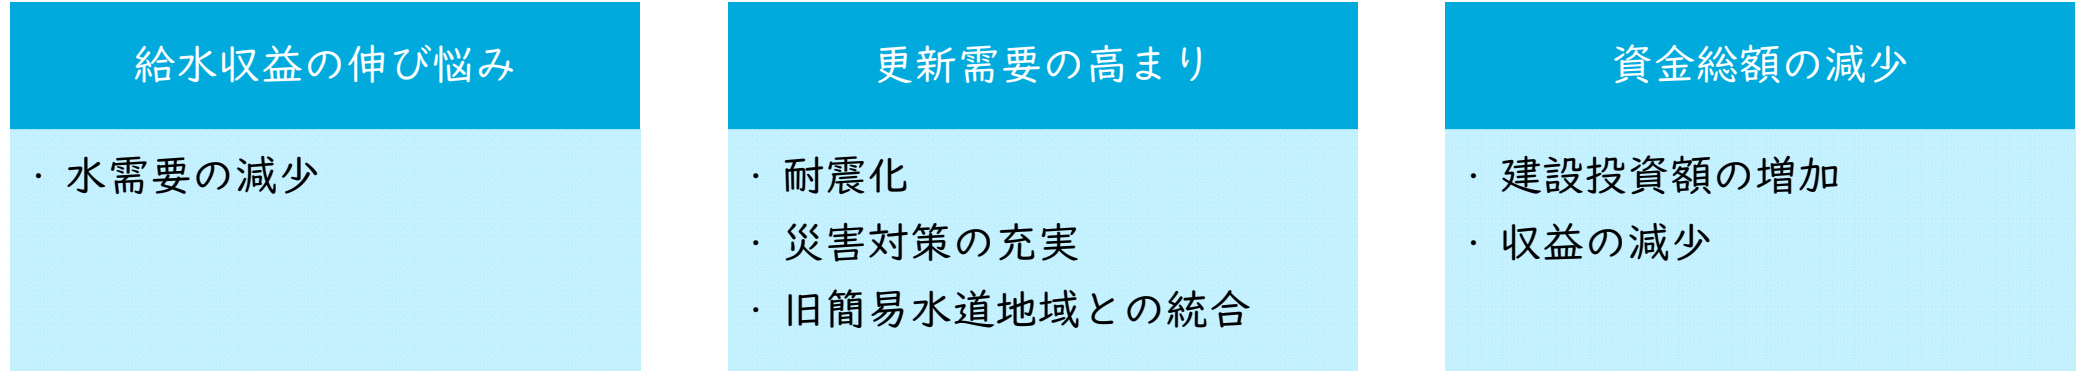 給水収益の伸び悩み
・水需要の減少
更新需要の高まり
・耐震化
・災害対策の充実
・旧簡易水道地域との統合
資金総額の減少
・建設投資額の増加
・収益の減少